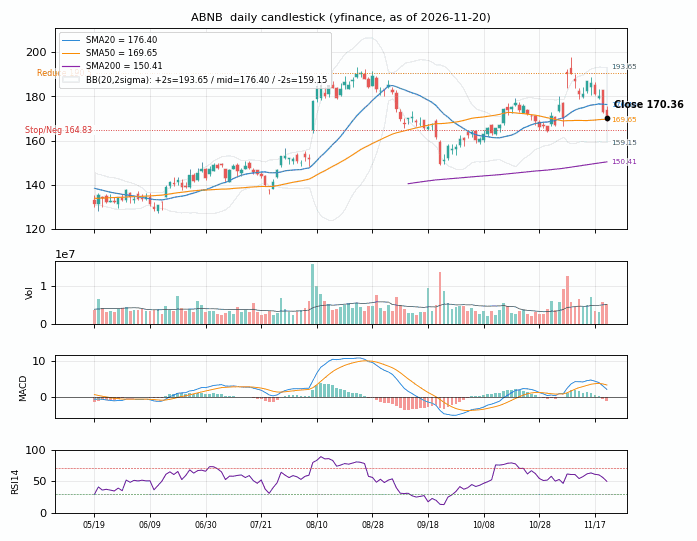 ABNB daily candlestick (yfinance, as of 2026-11-20)
SMA20 = 176.40
SMA50 = 169.65
SMA200 = 150.41
BB(20,2sigma): +2s=193.65 / mid=176.40 / -2s=159.15
200
180
160
140
120
Stop/Neg 164.83
193.65
Close 170.36
169.65
159.15
150.41
1e7
Vol
1
0
MACD
10
0
RSI14
100
50
0
05/19
06/09
06/30
07/21
08/10
08/28
09/18
10/08
10/28
11/17